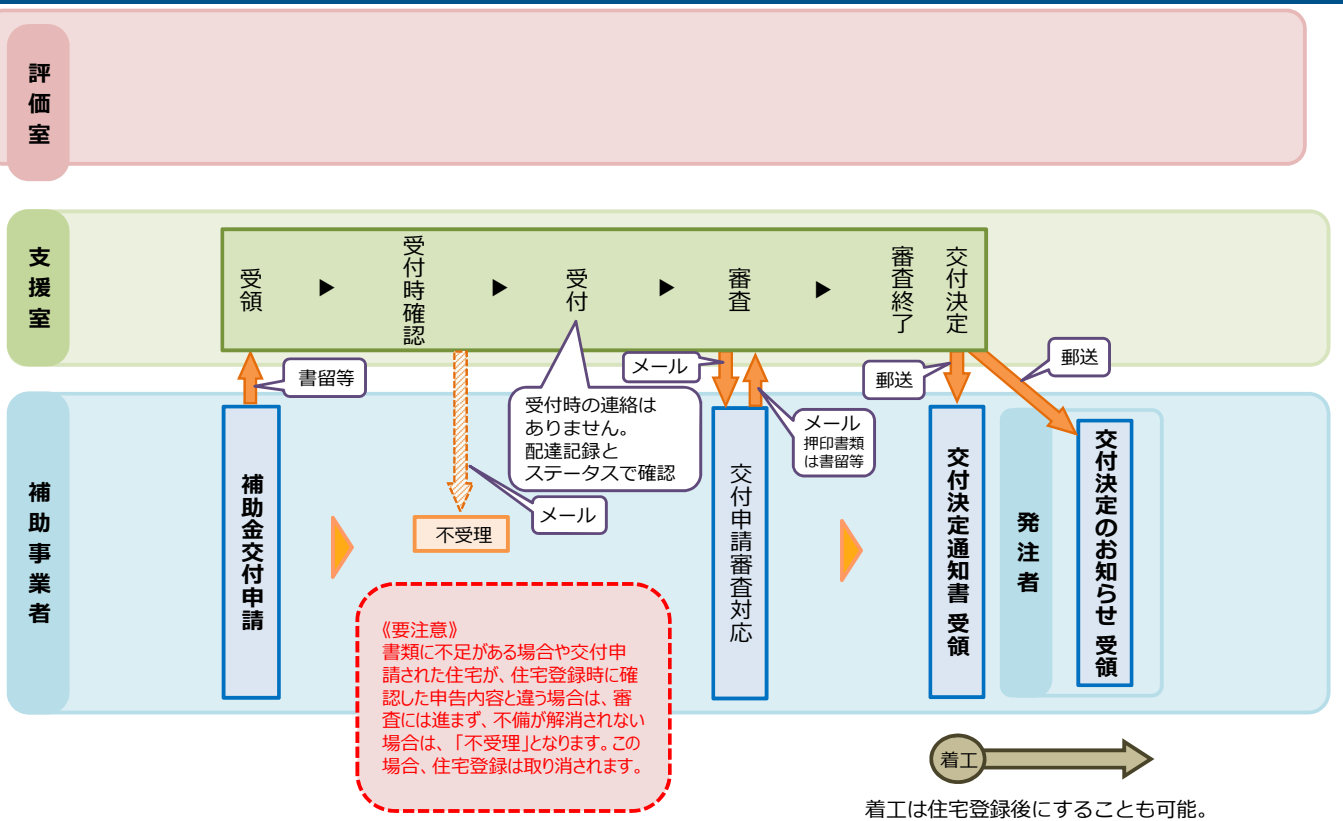 評価室
支援室
受領
▶
受付時確認
▶
受付
▶
審査
▶
審査終了
交付決定
書留等
メール
郵送
郵送
受付時の連絡は
ありません。
配達記録と
ステータスで確認
メール
押印書類
は書留等
メール
補助事業者
補助金交付申請
不受理
交付申請審査対応
交付決定通知書 受領
発注者
交付決定のお知らせ 受領
《要注意》
書類に不足がある場合や交付申
請された住宅が、住宅登録時に確
認した申告内容と違う場合は、審
査には進まず、不備が解消されない
場合は、「不受理」となります。この
場合、住宅登録は取り消されます。
着工
着工は住宅登録後にすることも可能。